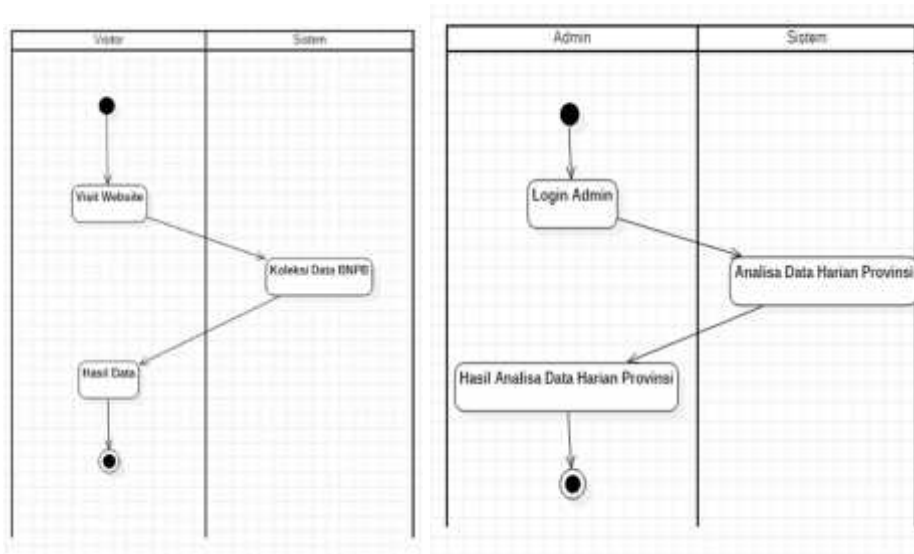 Visitor
Sistem
Visit Website
Koleksi Data BNPB
Hasil Data
Admin
Sistem
Login Admin
Analisa Data Harian Provinsi
Hasil Analisa Data Harian Provinsi